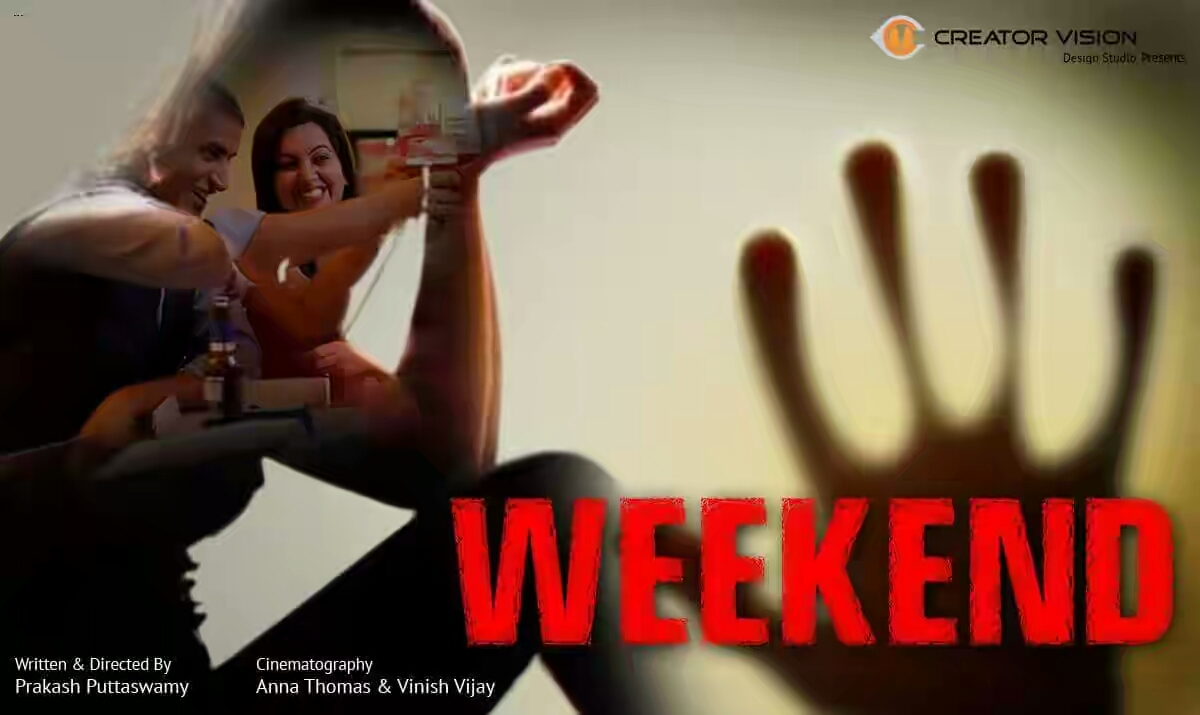 ...
CREATOR VISION
Design Studio Presents
WEEKEND
Written & Directed By
Prakash Puttaswamy
Cinematography
Anna Thomas & Vinish Vijay